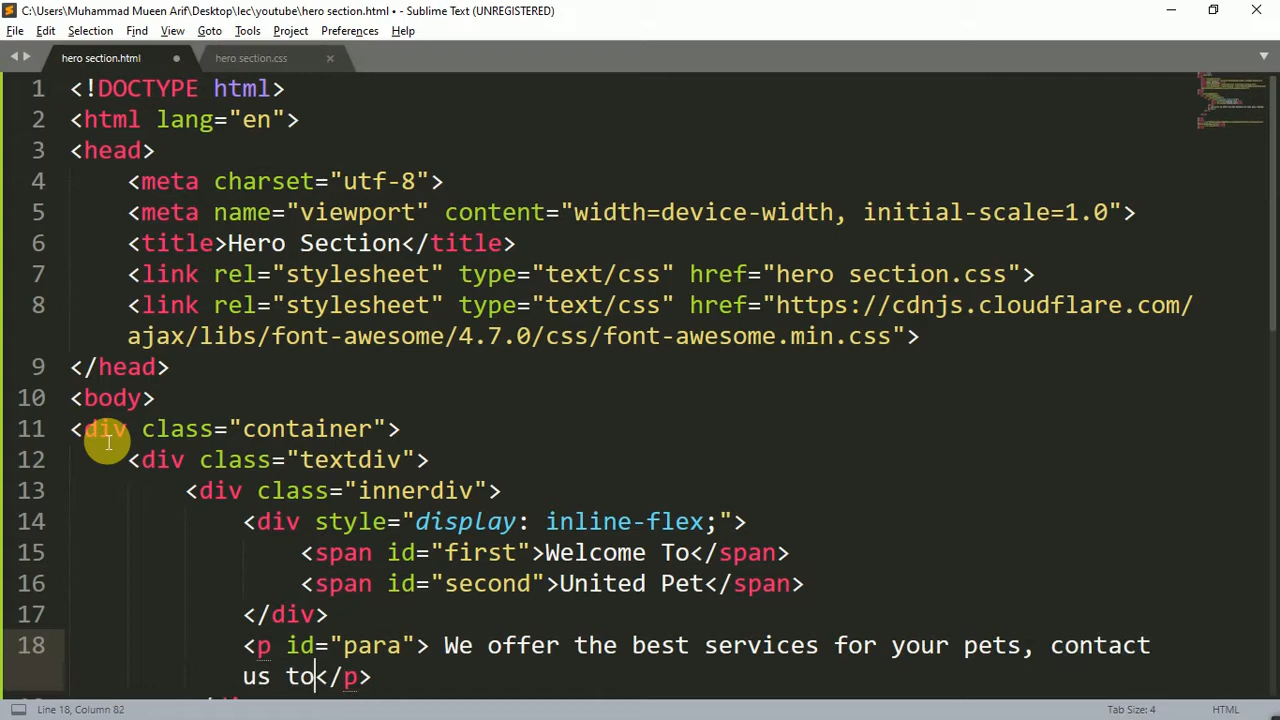 C:\Users\Muhammad Mueen Arif\Desktop\lec\youtube\hero section.html • - Sublime Text (UNREGISTERED)
File Edit Selection Find View Goto Tools Project Preferences Help
hero section.html hero section.css
1 <!DOCTYPE html>
2 <html lang="en">
3 <head>
4 <meta charset="utf-8">
5 <meta name="viewport" content="width=device-width, initial-scale=1.0">
6 <title>Hero Section</title>
7 <link rel="stylesheet" type="text/css" href="hero section.css">
8 <link rel="stylesheet" type="text/css" href="https://cdnjs.cloudflare.com/
ajax/libs/font-awesome/4.7.0/css/font-awesome.min.css">
9 </head>
10 <body>
11 <div class="container">
12 <div class="textdiv">
13 <div class="innerdiv">
14 <div style="display: inline-flex;">
15 <span id="first">Welcome To</span>
16 <span id="second">United Pet</span>
17 </div>
18 <p id="para"> We offer the best services for your pets, contact
us to</p>
Line 18, Column 82 Tab Size: 4 HTML